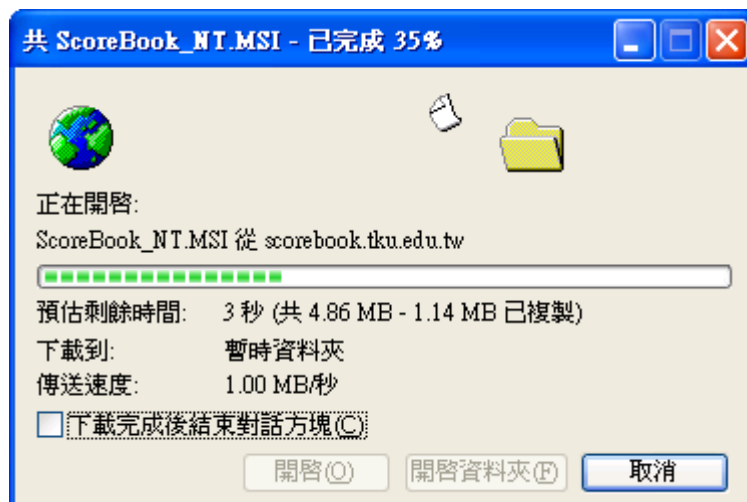 共 ScoreBook_NT.MSI - 已完成 35%
正在開啓:
ScoreBook_NT.MSI 從 scorebook.tku.edu.tw
預估剩餘時間: 3 秒 (共 4.86 MB - 1.14 MB 已複製)
下載到: 暫時資料夾
傳送速度: 1.00 MB/秒
下載完成後結束對話方塊(C)
開啓(O) 開啓資料夾(F) 取消